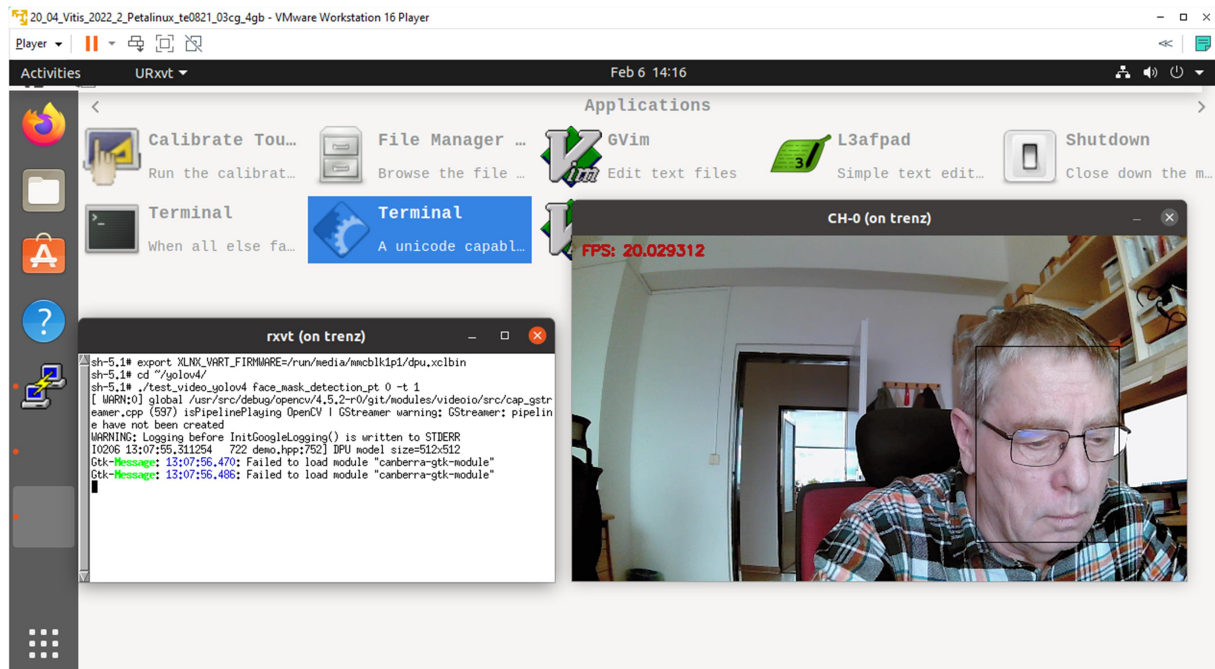 20_04_Vitis_2022_2_Petalinux_te0821_03cg_4gb - VMware Workstation 16 Player
Player
Activities URxvt Feb 6 14:16
Applications
Calibrate Tou… File Manager … GVim L3afpad Shutdown
Run the calibrat… Browse the file … Edit text files Simple text edit… Close down the m…
Terminal Terminal
When all else fa… A unicode capabl…
CH-0 (on trenz)
FPS: 20.029312
rxvt (on trenz)
sh-5.1# export XLNX_VART_FIRMWARE=/run/media/mmcblk1p1/dpu.xclbin
sh-5.1# cd ~/yolov4/
sh-5.1# ./test_video_yolov4 face_mask_detection_pt 0 -t 1
[ WARN:0] global /usr/src/debug/opencv/4.5.2-r0/git/modules/videoio/src/cap_gstr
eamer.cpp (597) isPipelinePlaying OpenCV | GStreamer warning: GStreamer: pipelin
e have not been created
WARNING: Logging before InitGoogleLogging() is written to STDERR
I0206 13:07:55.311254 722 demo.hpp:752] DPU model size=512x512
Gtk-Message: 13:07:56.470: Failed to load module "canberra-gtk-module"
Gtk-Message: 13:07:56.486: Failed to load module "canberra-gtk-module"